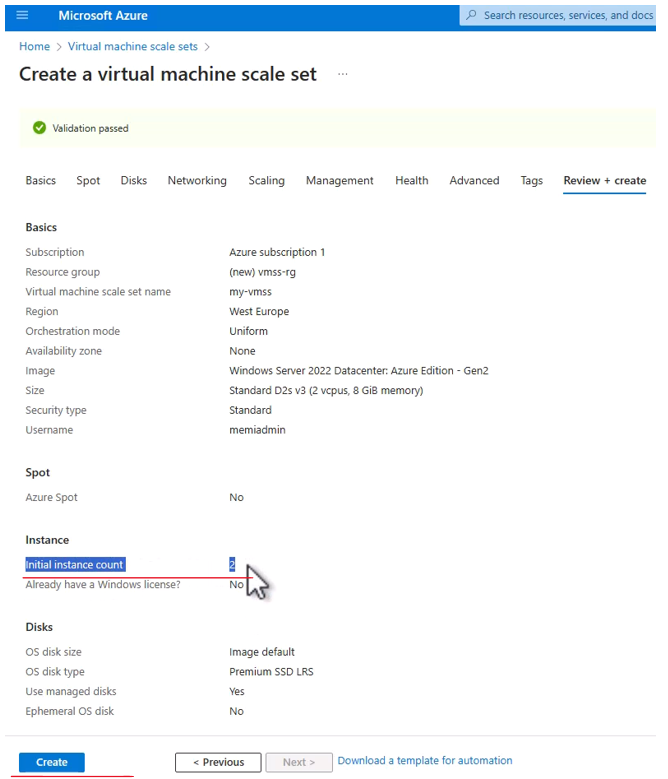 Microsoft Azure
Search resources, services, and docs
Home > Virtual machine scale sets >
Create a virtual machine scale set ...
Validation passed
Basics Spot Disks Networking Scaling Management Health Advanced Tags Review + create
Basics
Subscription Azure subscription 1
Resource group (new) vmss-rg
Virtual machine scale set name my-vmss
Region West Europe
Orchestration mode Uniform
Availability zone None
Image Windows Server 2022 Datacenter: Azure Edition - Gen2
Size Standard D2s v3 (2 vcpus, 8 GiB memory)
Security type Standard
Username memiadmin
Spot
Azure Spot No
Instance
Initial instance count 2
Already have a Windows license? No
Disks
OS disk size Image default
OS disk type Premium SSD LRS
Use managed disks Yes
Ephemeral OS disk No
Create < Previous Next > Download a template for automation